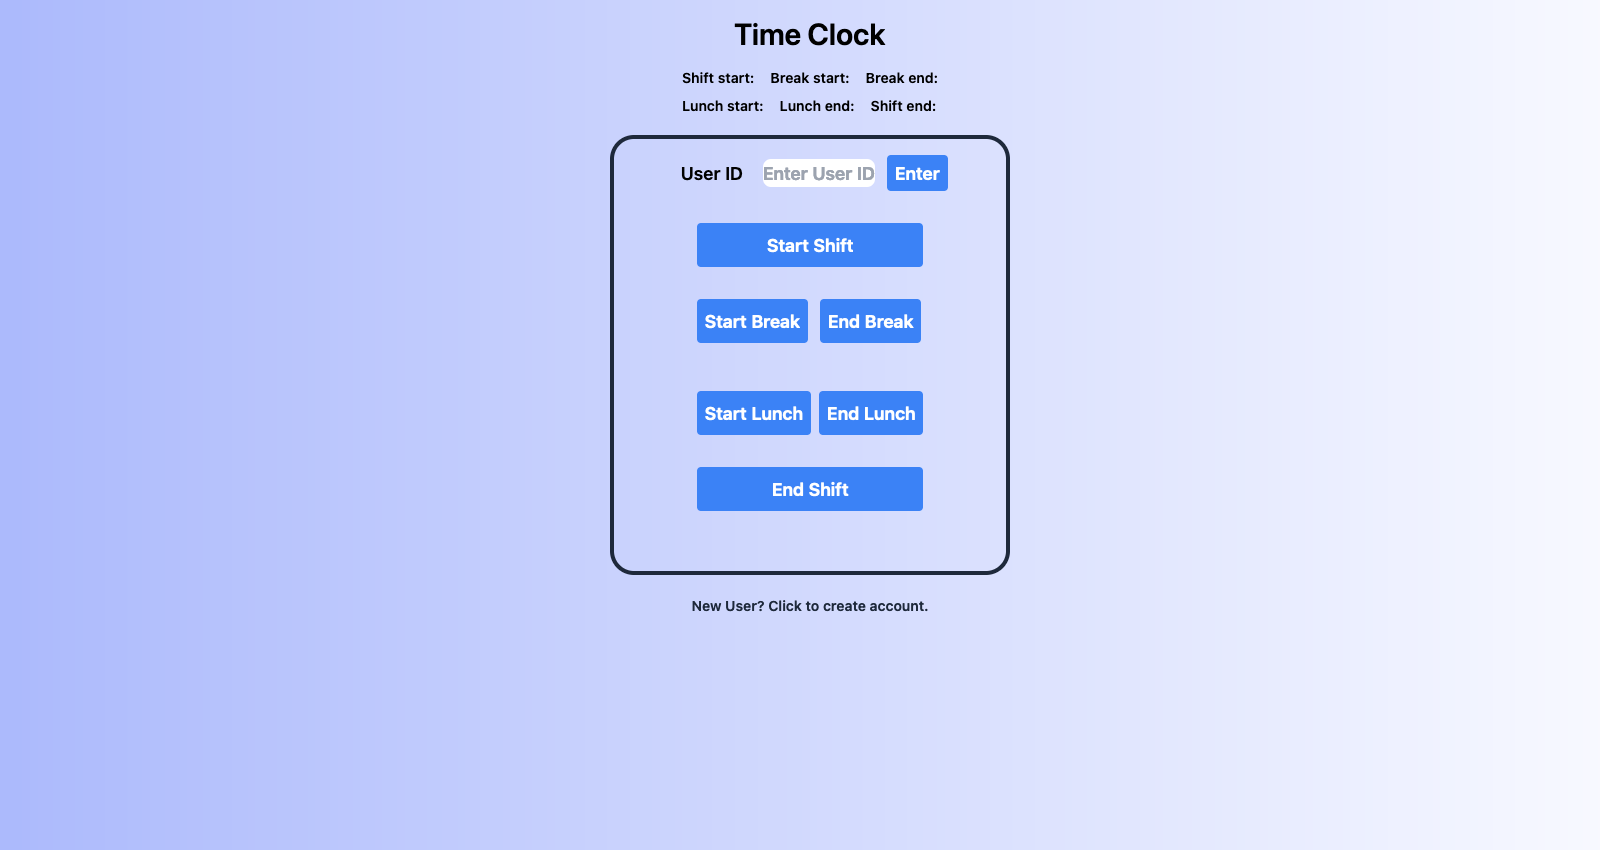 Time Clock
Shift start: Break start: Break end:
Lunch start: Lunch end: Shift end:
User ID Enter User ID Enter
Start Shift
Start Break End Break
Start Lunch End Lunch
End Shift
New User? Click to create account.